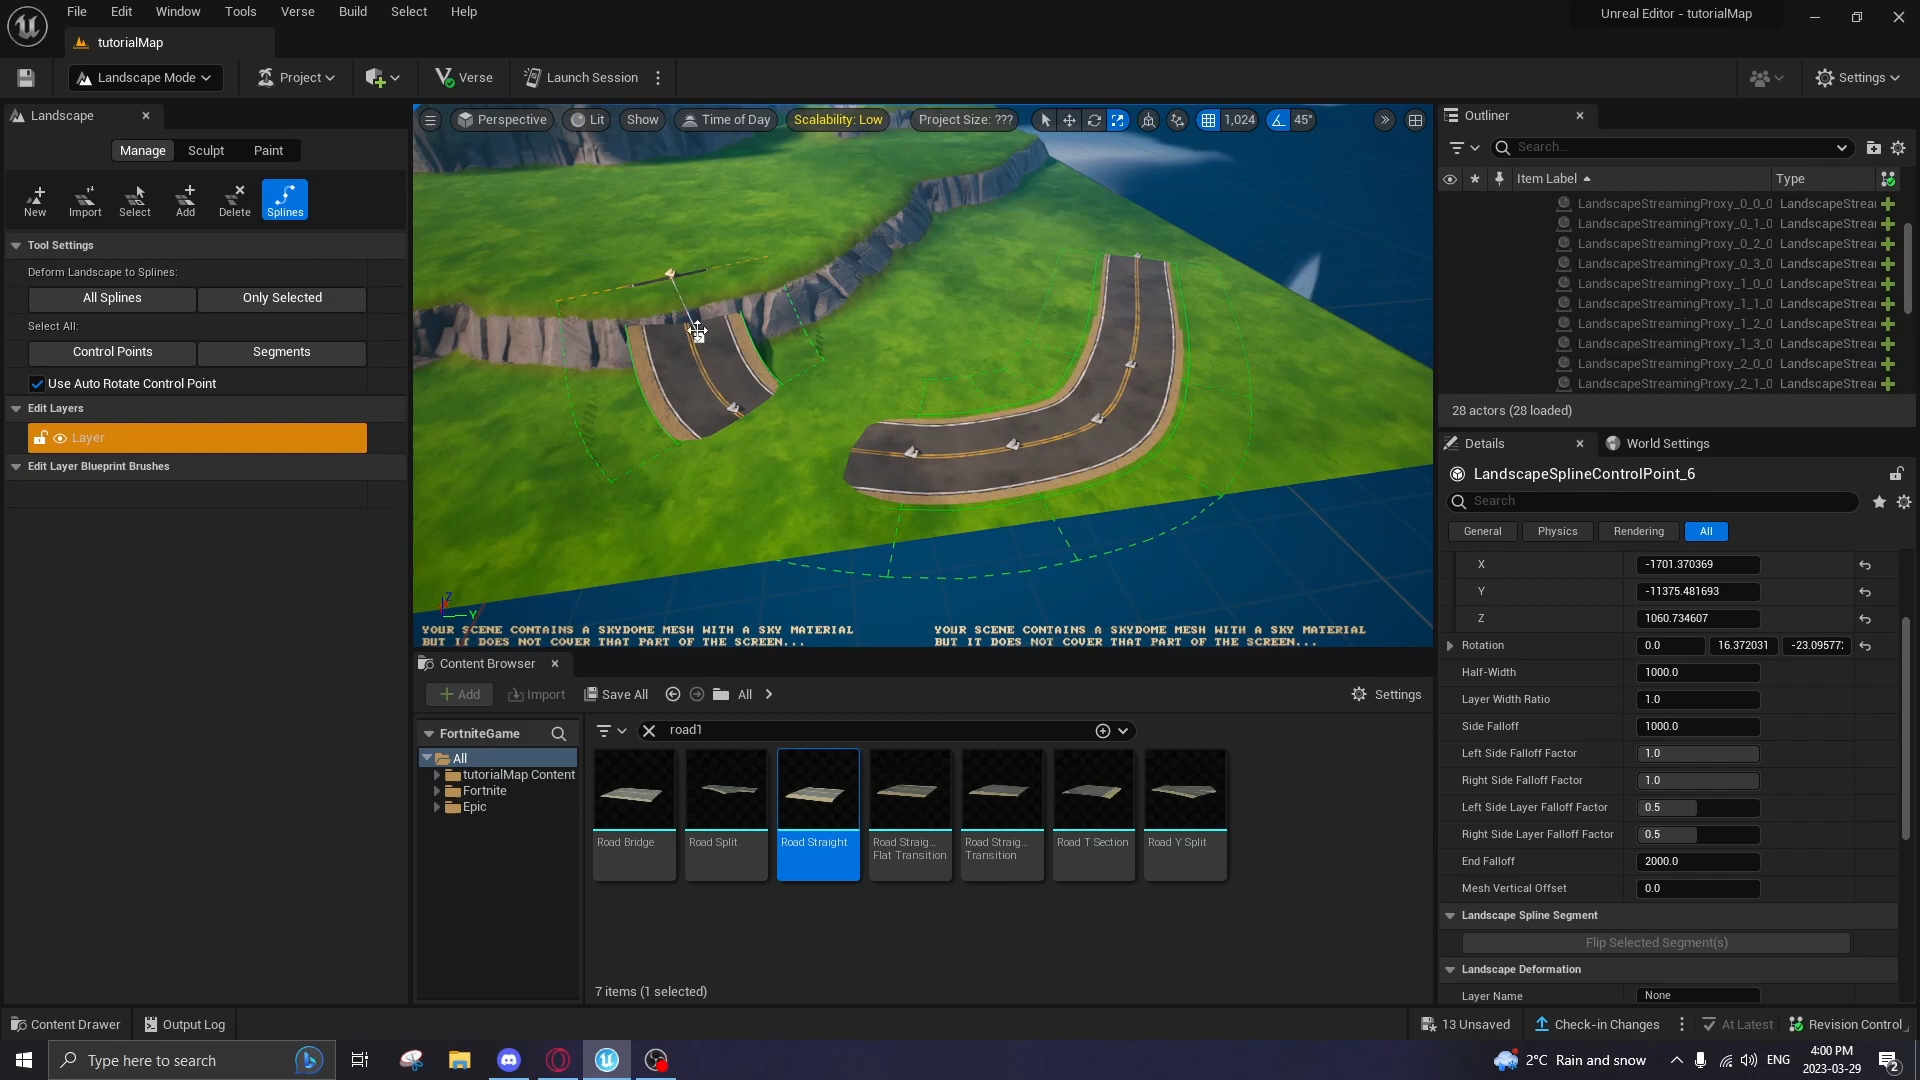 File Edit Window Tools Verse Build Select Help
Unreal Editor - tutorialMap
tutorialMap
Landscape Mode
Project
Verse
Launch Session
Settings
Landscape
Manage Sculpt Paint
New Import Select Add Delete Splines
Tool Settings
Deform Landscape to Splines:
All Splines Only Selected
Select All:
Control Points Segments
Use Auto Rotate Control Point
Edit Layers
Layer
Edit Layer Blueprint Brushes
Perspective Lit Show Time of Day Scalability: Low Project Size: ??? 1,024 45°
Z
Y
YOUR SCENE CONTAINS A SKYDOME MESH WITH A SKY MATERIAL
BUT IT DOES NOT COVER THAT PART OF THE SCREEN...
YOUR SCENE CONTAINS A SKYDOME MESH WITH A SKY MATERIAL
BUT IT DOES NOT COVER THAT PART OF THE SCREEN...
Content Browser
Add Import Save All All Settings
FortniteGame
All
tutorialMap Content
Fortnite
Epic
road1
Road Bridge
Road Split
Road Straight
Road Straig...
Flat Transition
Road Straig...
Transition
Road T Section
Road Y Split
7 items (1 selected)
Outliner
Search...
Item Label Type
LandscapeStreamingProxy_0_0_0 LandscapeStrear
LandscapeStreamingProxy_0_1_0 LandscapeStrear
LandscapeStreamingProxy_0_2_0 LandscapeStrear
LandscapeStreamingProxy_0_3_0 LandscapeStrear
LandscapeStreamingProxy_1_0_0 LandscapeStrear
LandscapeStreamingProxy_1_1_0 LandscapeStrear
LandscapeStreamingProxy_1_2_0 LandscapeStrear
LandscapeStreamingProxy_1_3_0 LandscapeStrear
LandscapeStreamingProxy_2_0_0 LandscapeStrear
LandscapeStreamingProxy_2_1_0 LandscapeStrear
28 actors (28 loaded)
Details World Settings
LandscapeSplineControlPoint_6
Search
General Physics Rendering All
X -1701.370369
Y -11375.481693
Z 1060.734607
Rotation 0.0 16.372031 -23.09577:
Half-Width 1000.0
Layer Width Ratio 1.0
Side Falloff 1000.0
Left Side Falloff Factor 1.0
Right Side Falloff Factor 1.0
Left Side Layer Falloff Factor 0.5
Right Side Layer Falloff Factor 0.5
End Falloff 2000.0
Mesh Vertical Offset 0.0
Landscape Spline Segment
Flip Selected Segment(s)
Landscape Deformation
Layer Name None
Content Drawer Output Log
13 Unsaved Check-in Changes At Latest Revision Control
Type here to search
2°C Rain and snow
ENG
4:00 PM
2023-03-29
2